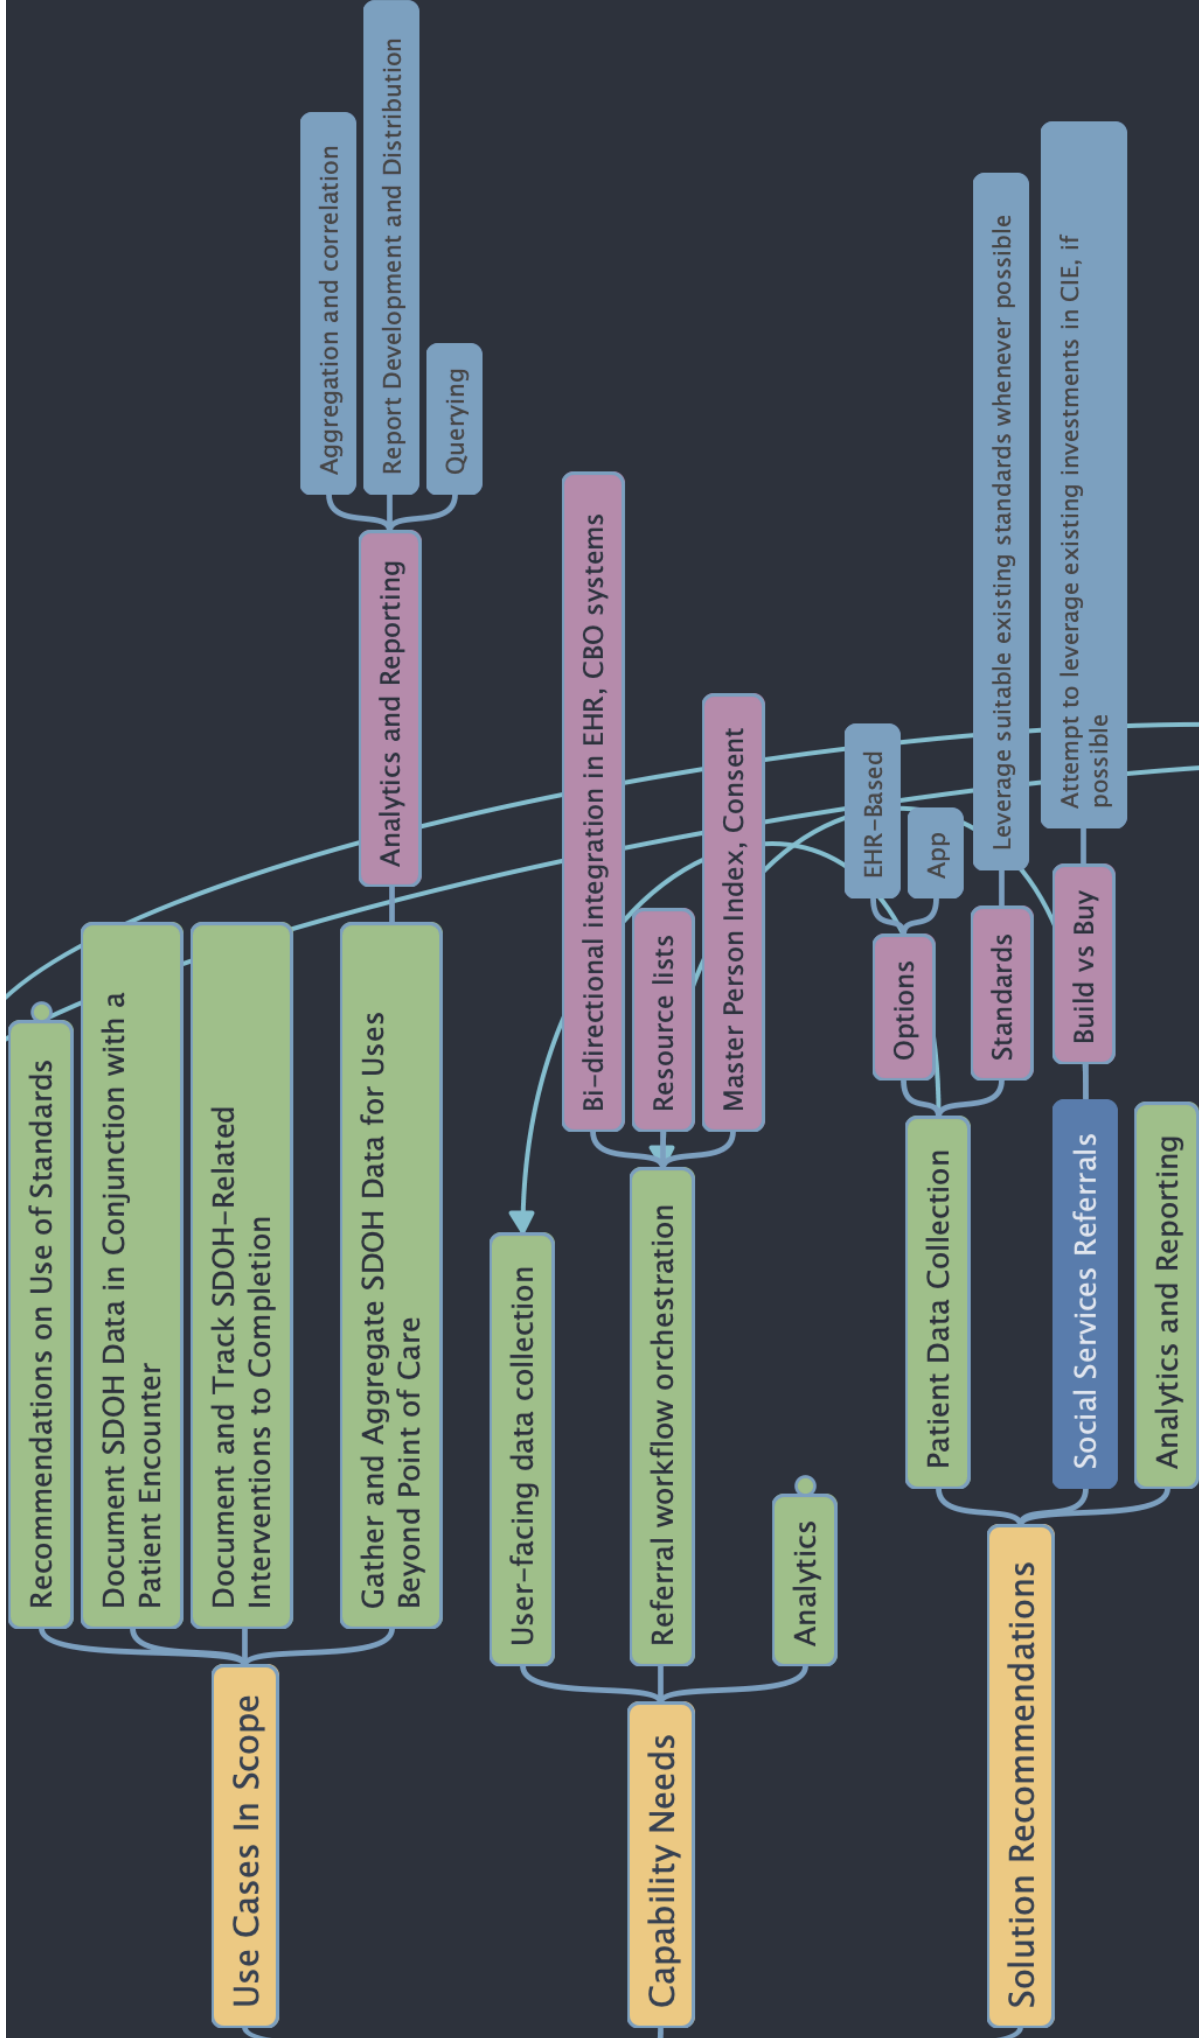 Use Cases In Scope
Recommendations on Use of Standards
Document SDOH Data in Conjunction with a
Patient Encounter
Document and Track SDOH-Related
Interventions to Completion
Gather and Aggregate SDOH Data for Uses
Beyond Point of Care
Analytics and Reporting
Aggregation and correlation
Report Development and Distribution
Querying
Capability Needs
User-facing data collection
Referral workflow orchestration
Bi-directional integration in EHR, CBO systems
Resource lists
Master Person Index, Consent
Analytics
Solution Recommendations
Patient Data Collection
Options
EHR-Based
App
Standards
Leverage suitable existing standards whenever possible
Social Services Referrals
Build vs Buy
Attempt to leverage existing investments in CIE, if
possible
Analytics and Reporting